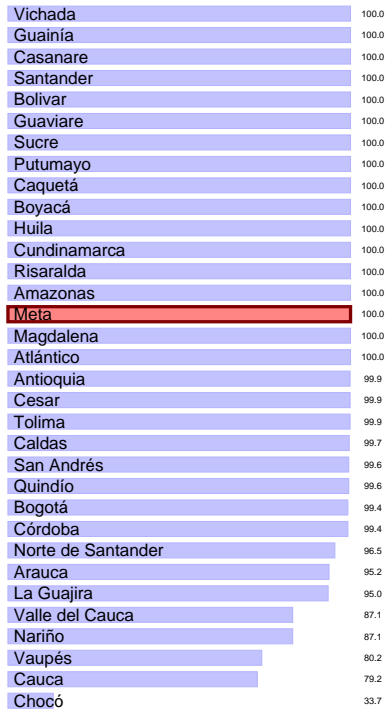 Vichada 100.0
Guainía 100.0
Casanare 100.0
Santander 100.0
Bolivar 100.0
Guaviare 100.0
Sucre 100.0
Putumayo 100.0
Caquetá 100.0
Boyacá 100.0
Huila 100.0
Cundinamarca 100.0
Risaralda 100.0
Amazonas 100.0
Meta 100.0
Magdalena 100.0
Atlántico 100.0
Antioquia 99.9
Cesar 99.9
Tolima 99.9
Caldas 99.7
San Andrés 99.6
Quindío 99.6
Bogotá 99.4
Córdoba 99.4
Norte de Santander 96.5
Arauca 95.2
La Guajira 95.0
Valle del Cauca 87.1
Nariño 87.1
Vaupés 80.2
Cauca 79.2
Chocó 33.7